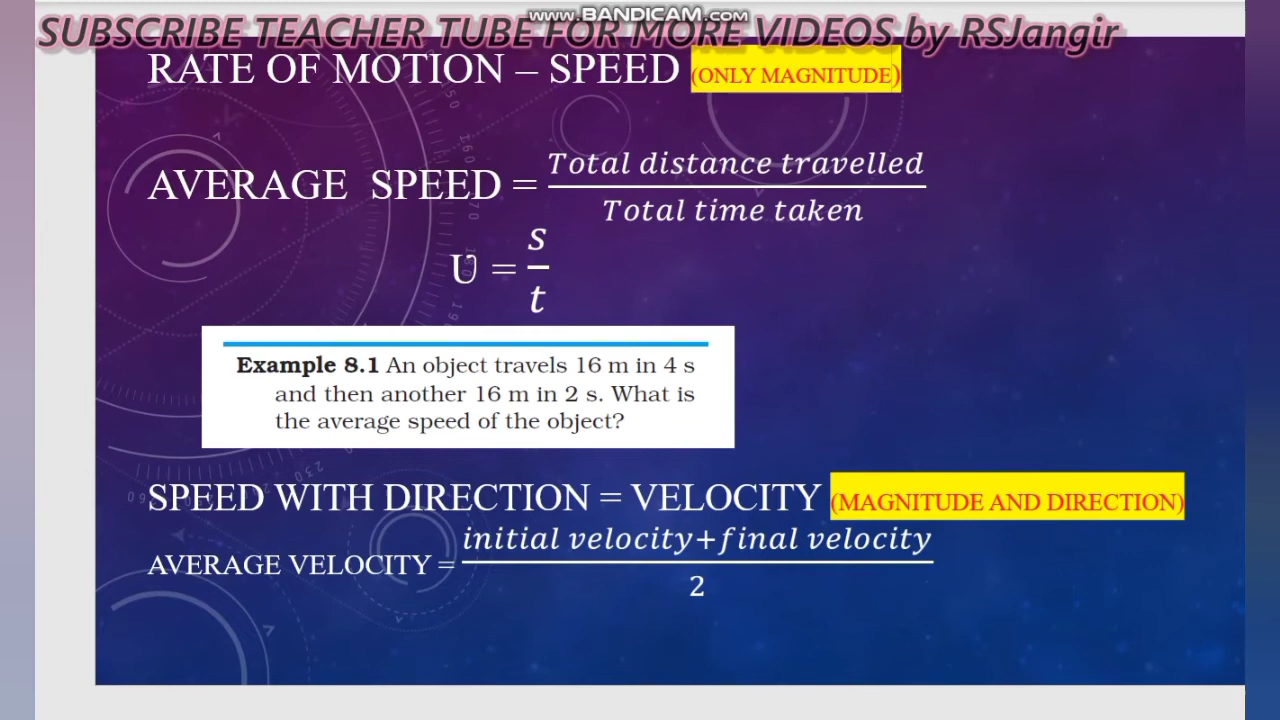 www.BANDICAM.com
SUBSCRIBE TEACHER TUBE FOR MORE VIDEOS by RSJangir
RATE OF MOTION – SPEED (ONLY MAGNITUDE)
AVERAGE SPEED = Total distance travelled
Total time taken
Ʋ = s
t
Example 8.1 An object travels 16 m in 4 s
and then another 16 m in 2 s. What is
the average speed of the object?
SPEED WITH DIRECTION = VELOCITY (MAGNITUDE AND DIRECTION)
AVERAGE VELOCITY = initial velocity+final velocity
2